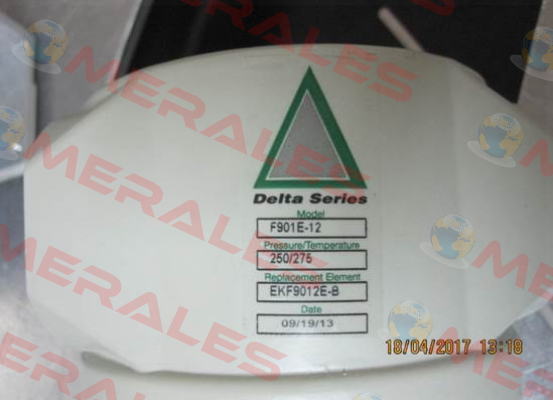 Delta Series
Model
F901E-12
Pressure/Temperature
250/275
Replacement Element
EKF9012E-B
Date
09/19/13
18/04/2017 13:18
MERALES
MERALES
MERALES
MERALES